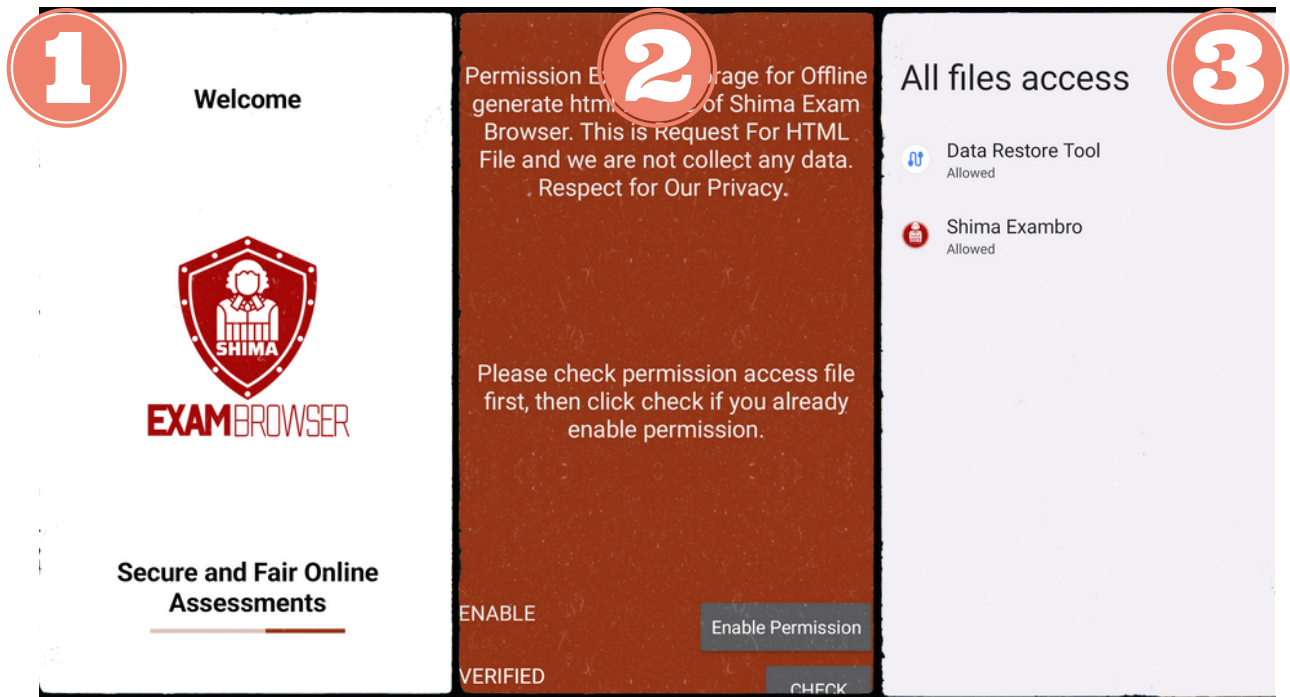 1
Welcome
SHIMA
EXAMBROWSER
Secure and Fair Online
Assessments
2
Permission E rage for Offline
generate htm of Shima Exam
Browser. This is Request For HTML
File and we are not collect any data.
Respect for Our Privacy.
Please check permission access file
first, then click check if you already
enable permission.
ENABLE
Enable Permission
VERIFIED
CHECK
3
All files access
Data Restore Tool
Allowed
Shima Exambro
Allowed